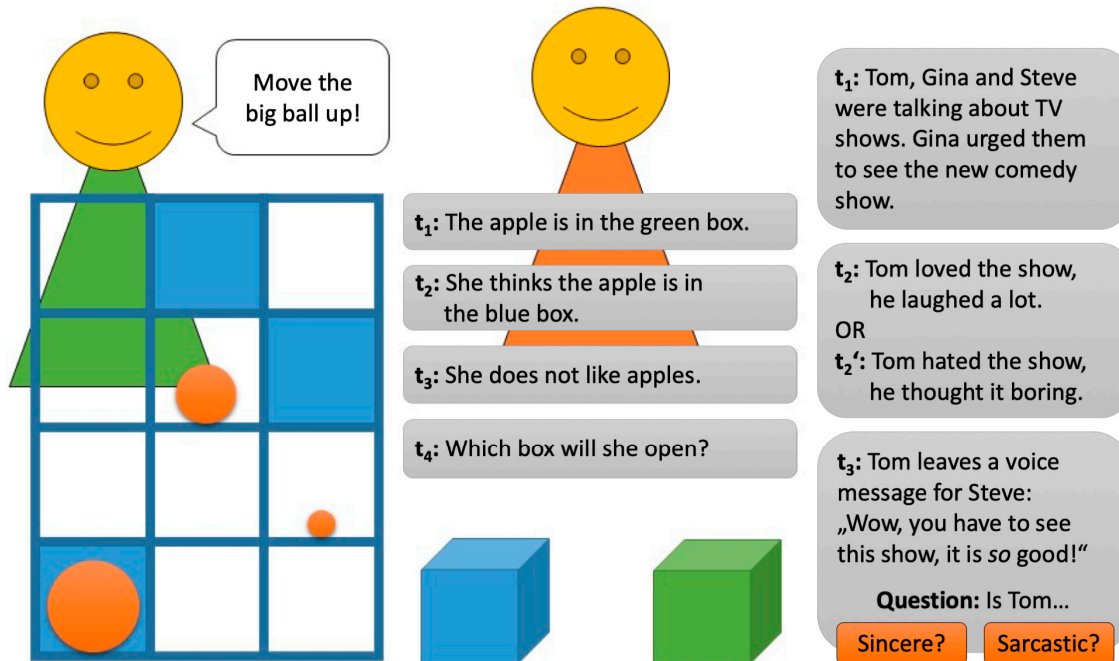 Move the
big ball up!
t₁: The apple is in the green box.
t₂: She thinks the apple is in
the blue box.
t₃: She does not like apples.
t₄: Which box will she open?
t₁: Tom, Gina and Steve
were talking about TV
shows. Gina urged them
to see the new comedy
show.
t₂: Tom loved the show,
he laughed a lot.
OR
t₂‘: Tom hated the show,
he thought it boring.
t₃: Tom leaves a voice
message for Steve:
„Wow, you have to see
this show, it is so good!“
Question: Is Tom...
Sincere?
Sarcastic?